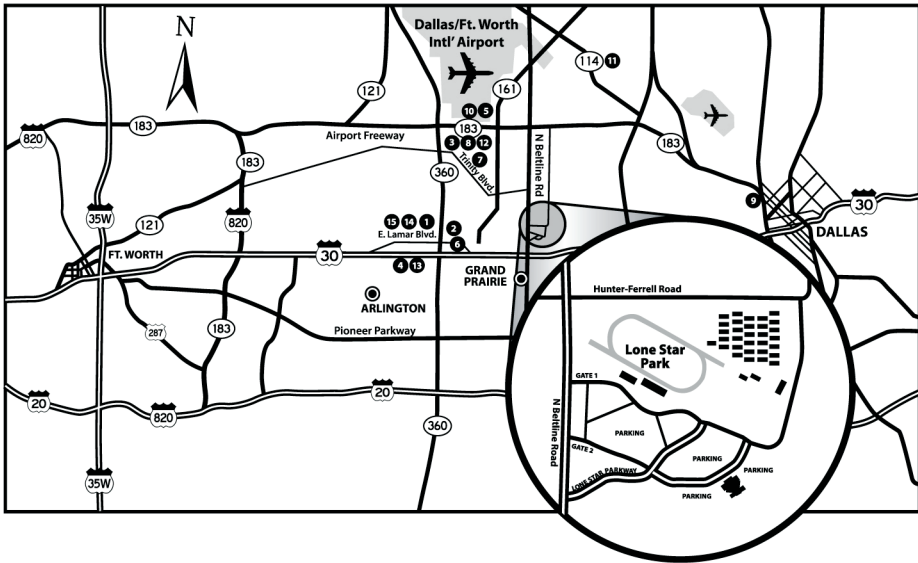 N
Dallas/Ft. Worth
Intl' Airport
114
11
121
161
10
5
820
183
183
183
Airport Freeway
3
8
12
7
Trinity Blvd.
N Beltline Rd
183
360
9
30
DALLAS
35W
121
820
15
14
1
E. Lamar Blvd.
2
6
FT. WORTH
30
4
13
GRAND
PRAIRIE
ARLINGTON
Pioneer Parkway
287
183
20
820
20
360
35W
Hunter-Ferrell Road
Lone Star
Park
GATE 1
N Beltline Road
PARKING
GATE 2
PARKING
LONE STAR PARKWAY
PARKING
PARKING
20